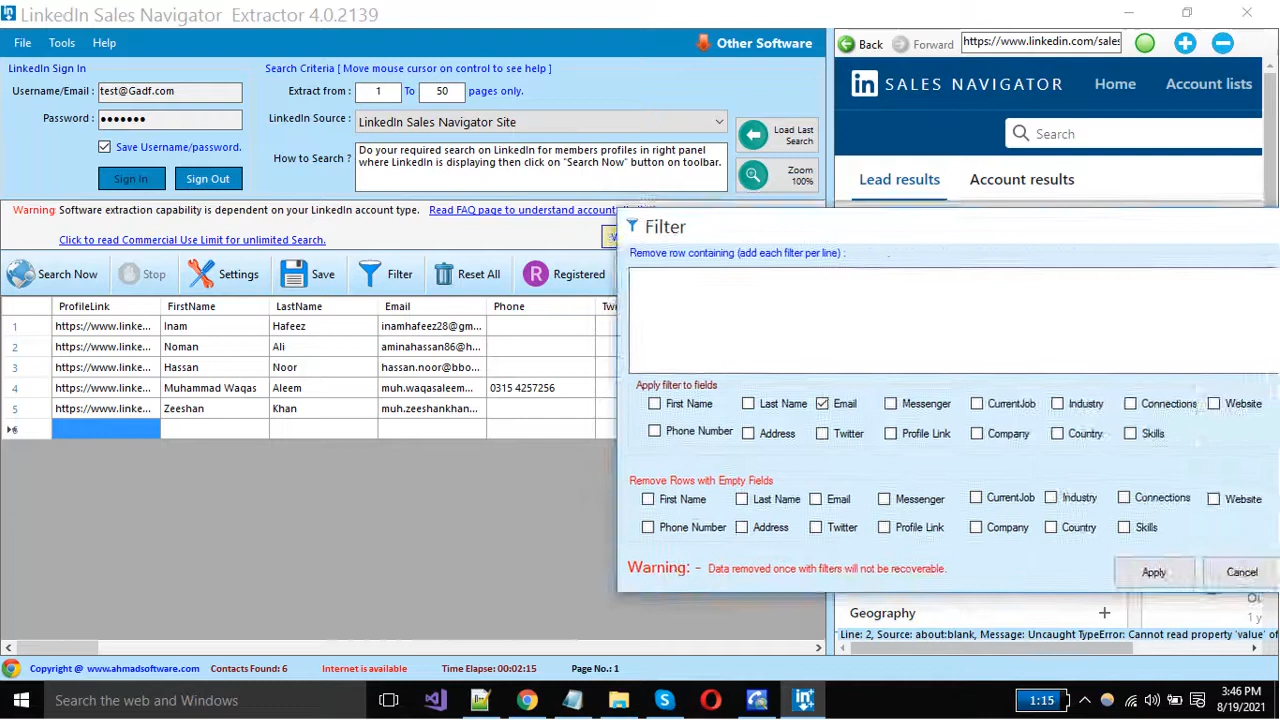 LinkedIn Sales Navigator Extractor 4.0.2139
File Tools Help Other Software
LinkedIn Sign In
Username/Email : test@Gadf.com
Password : •••••••
Save Username/password.
Sign In Sign Out
Search Criteria [ Move mouse cursor on control to see help ]
Extract from : 1 To 50 pages only.
LinkedIn Source : LinkedIn Sales Navigator Site
How to Search ? Do your required search on LinkedIn for members profiles in right panel
where LinkedIn is displaying then click on "Search Now" button on toolbar.
Load Last
Search
Zoom
100%
Back Forward https://www.linkedin.com/sales
in SALES NAVIGATOR Home Account lists
Search
Lead results Account results
Warning: Software extraction capability is dependent on your LinkedIn account type. Read FAQ page to understand account
Click to read Commercial Use Limit for unlimited Search.
Search Now Stop Settings Save Filter Reset All R Registered
ProfileLink FirstName LastName Email Phone Twi
1 https://www.linke... Inam Hafeez inamhafeez28@gm...
2 https://www.linke... Noman Ali aminahassan86@h...
3 https://www.linke... Hassan Noor hassan.noor@bbo...
4 https://www.linke... Muhammad Waqas Aleem muh.waqasaleem... 0315 4257256
5 https://www.linke... Zeeshan Khan muh.zeeshankhan...
6
Filter
Remove row containing (add each filter per line) :
Apply filter to fields
First Name Last Name Email Messenger CurrentJob Industry Connections Website
Phone Number Address Twitter Profile Link Company Country Skills
Remove Rows with Empty Fields
First Name Last Name Email Messenger CurrentJob Industry Connections Website
Phone Number Address Twitter Profile Link Company Country Skills
Warning: - Data removed once with filters will not be recoverable.
Apply Cancel
Geography +
1 y
Line: 2, Source: about:blank, Message: Uncaught TypeError: Cannot read property 'value' of
Copyright @ www.ahmadsoftware.com Contacts Found: 6 Internet is available Time Elapse: 00:02:15 Page No.: 1
Search the web and Windows
1:15
3:46 PM
8/19/2021